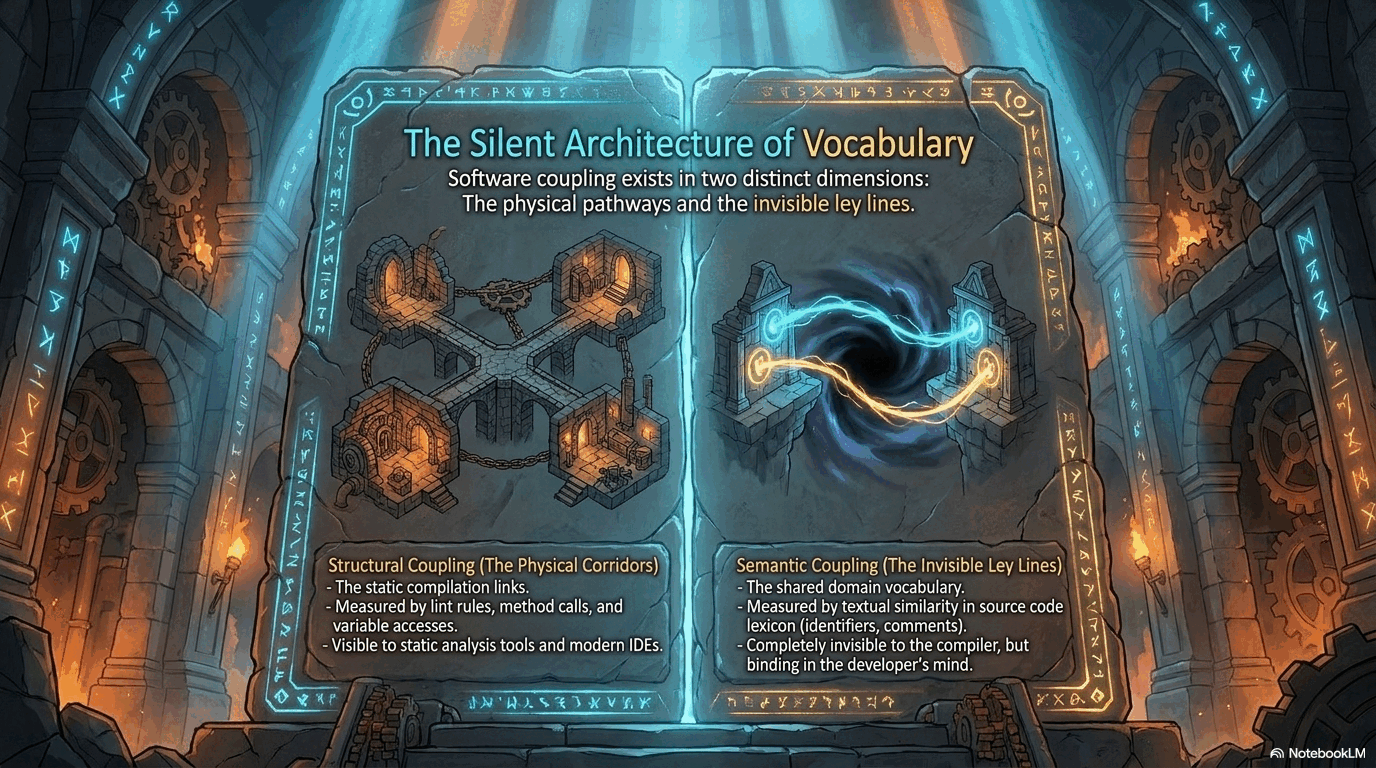 The Silent Architecture of Vocabulary
Software coupling exists in two distinct dimensions:
The physical pathways and the invisible ley lines.
Structural Coupling (The Physical Corridors)
- The static compilation links.
- Measured by lint rules, method calls, and
variable accesses.
- Visible to static analysis tools and modern IDEs.
Semantic Coupling (The Invisible Ley Lines)
- The shared domain vocabulary.
- Measured by textual similarity in source code
lexicon (identifiers, comments).
- Completely invisible to the compiler, but
binding in the developer's mind.
NotebookLM